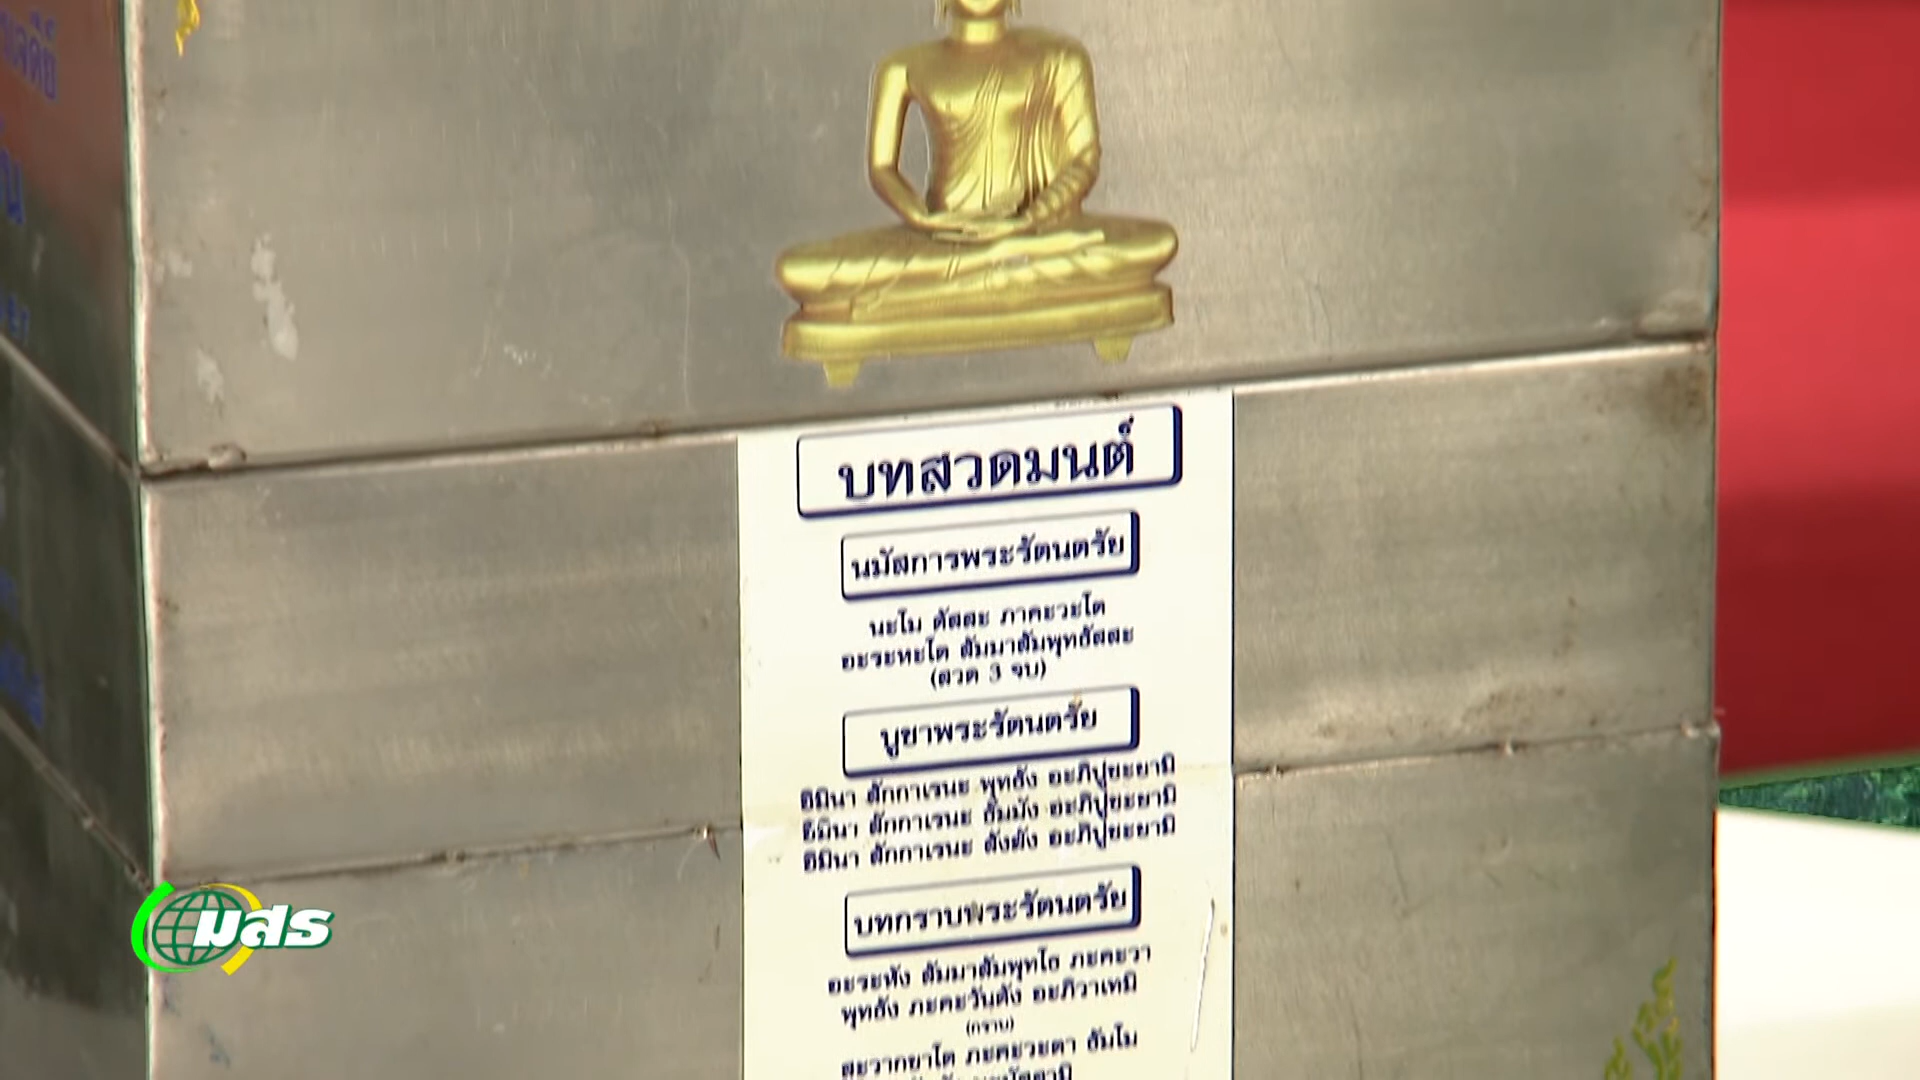 บทสวดมนต์
นมัสการพระรัตนตรัย
นะโม ตัสสะ ภาคะวะโต
อะระหะโต สัมมาสัมพุทธัสสะ
(สวด 3 จบ)
บูชาพระรัตนตรัย
อิมินา สักกาเรนะ พุทธัง อะภิปูชะยามิ
อิมินา สักกาเรนะ ธัมมัง อะภิปูชะยามิ
อิมินา สักกาเรนะ สังฆัง อะภิปูชะยามิ
บทกราบพระรัตนตรัย
อะระหัง สัมมาสัมพุทโธ ภะคะวา
พุทธัง ภะคะวันตัง อะภิวาเทมิ
(กราบ)
สะวากขาโต ภะคะวะตา ธัมโม
มสธ